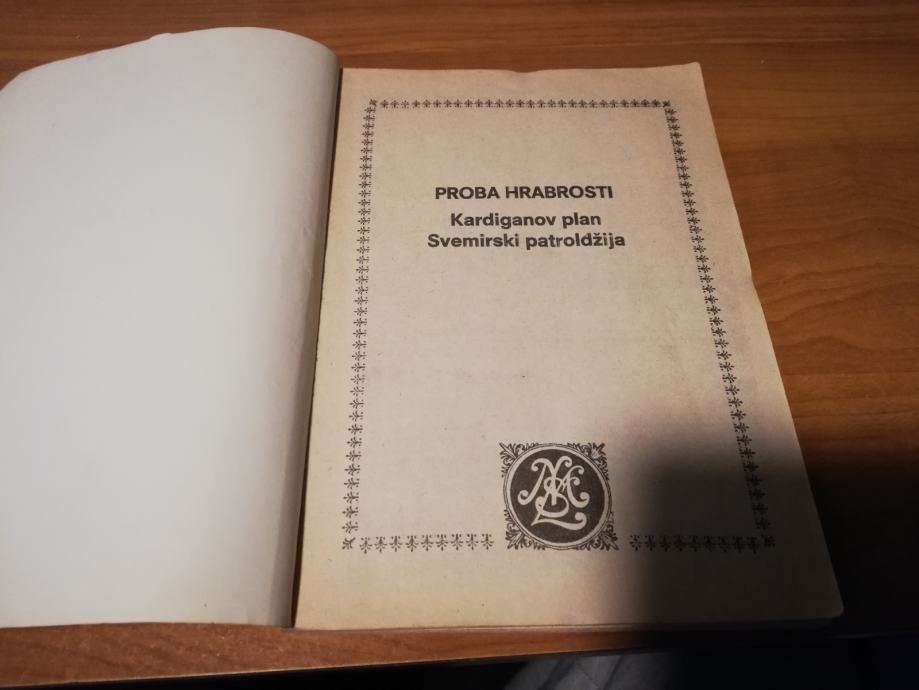 PROBA HRABROSTI
Kardiganov plan
Svemirski patroldžija